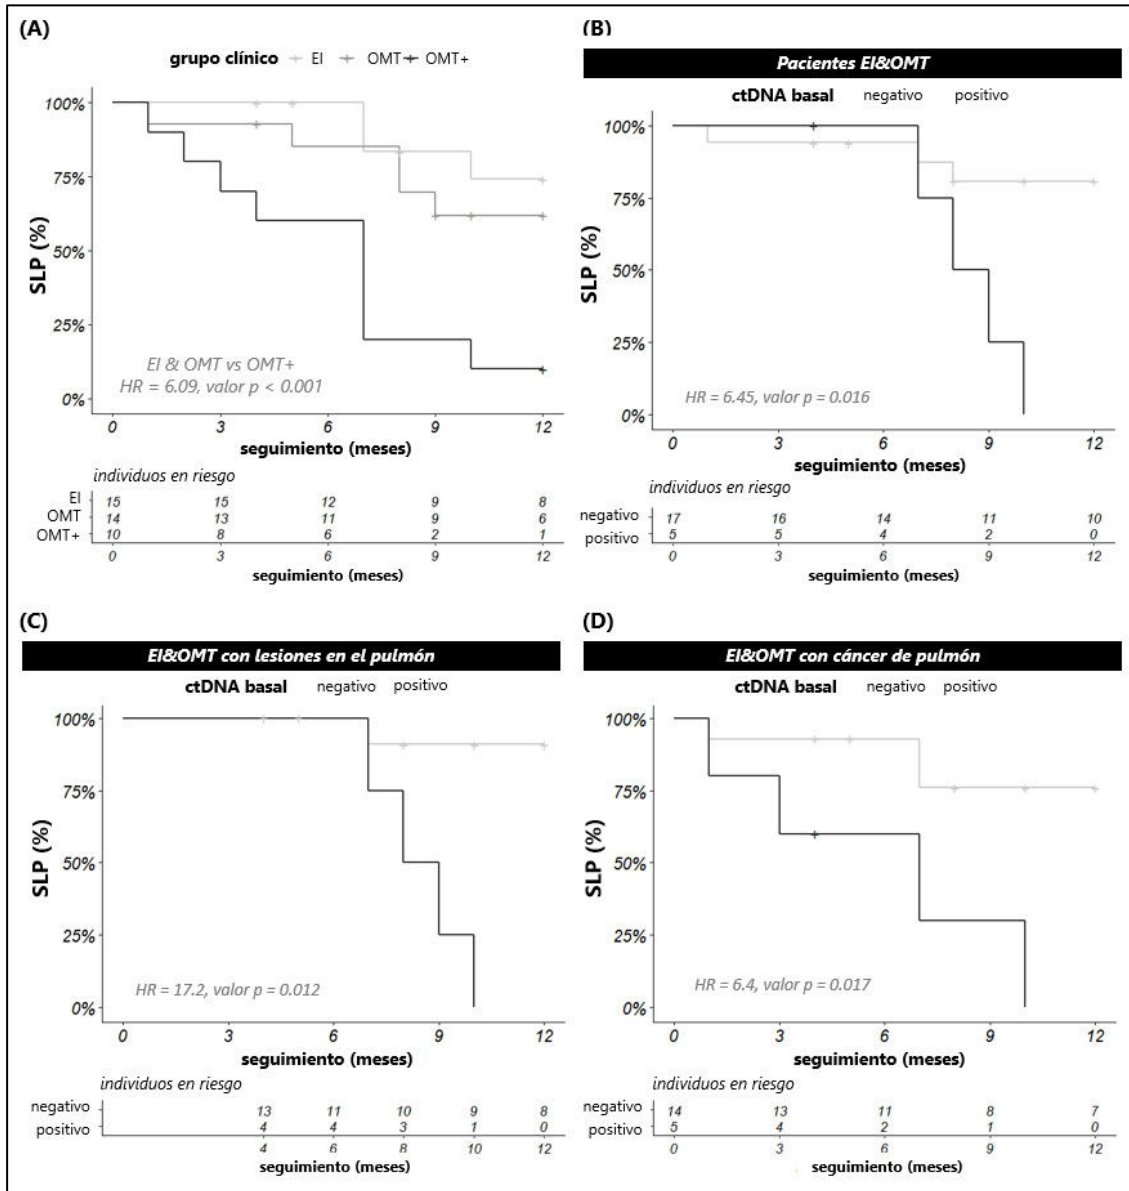 (A)
grupo clínico EI OMT OMT+
100%
75%
50%
25%
0%
SLP (%)
EI & OMT vs OMT+
HR = 6.09, valor p < 0.001
0 3 6 9 12
seguimiento (meses)
individuos en riesgo
EI 15 15 12 9 8
OMT 14 13 11 9 6
OMT+ 10 8 6 2 1
0 3 6 9 12
seguimiento (meses)
(B)
Pacientes EI&OMT
ctDNA basal negativo positivo
100%
75%
50%
25%
0%
SLP (%)
HR = 6.45, valor p = 0.016
0 3 6 9 12
seguimiento (meses)
individuos en riesgo
negativo 17 16 14 11 10
positivo 5 5 4 2 0
0 3 6 9 12
seguimiento (meses)
(C)
EI&OMT con lesiones en el pulmón
ctDNA basal negativo positivo
100%
75%
50%
25%
0%
SLP (%)
HR = 17.2, valor p = 0.012
0 3 6 9 12
seguimiento (meses)
individuos en riesgo
negativo 13 11 10 9 8
positivo 4 4 3 1 0
4 6 8 10 12
seguimiento (meses)
(D)
EI&OMT con cáncer de pulmón
ctDNA basal negativo positivo
100%
75%
50%
25%
0%
SLP (%)
HR = 6.4, valor p = 0.017
0 3 6 9 12
seguimiento (meses)
individuos en riesgo
negativo 14 13 11 8 7
positivo 5 4 2 1 0
0 3 6 9 12
seguimiento (meses)